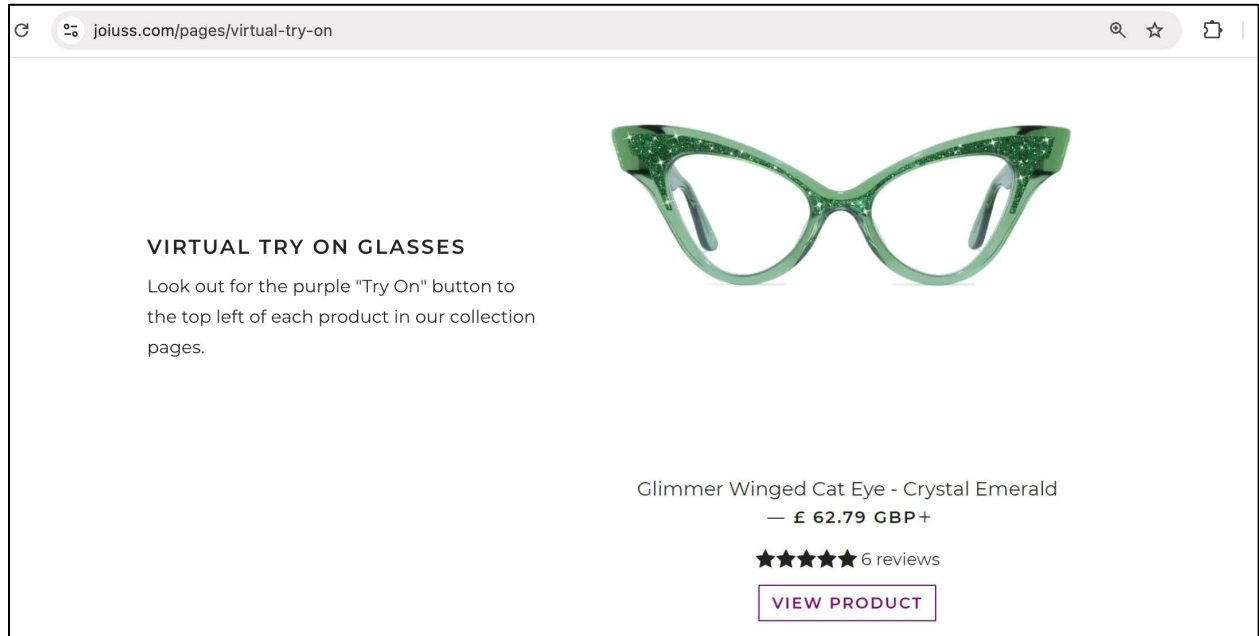 joiuss.com/pages/virtual-try-on
VIRTUAL TRY ON GLASSES
Look out for the purple "Try On" button to
the top left of each product in our collection
pages.
Glimmer Winged Cat Eye - Crystal Emerald
— £ 62.79 GBP+
★★★★★ 6 reviews
VIEW PRODUCT